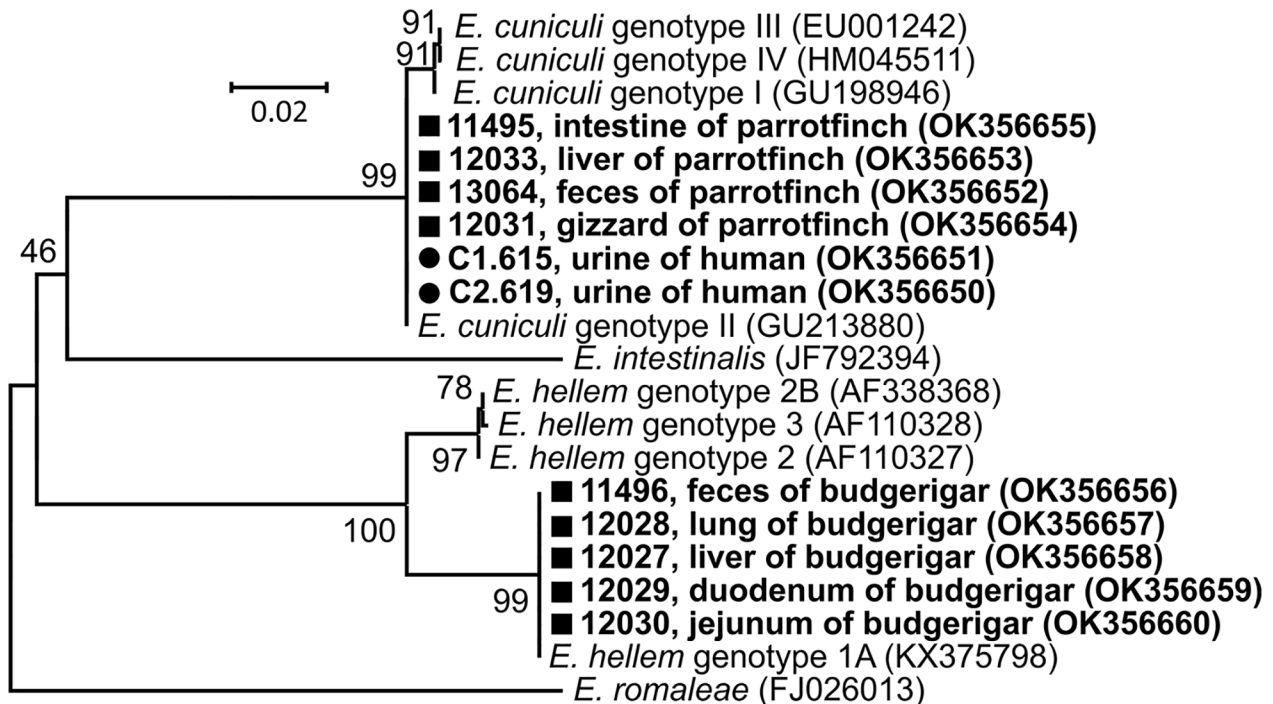 91
E. cuniculi genotype III (EU001242)
91
E. cuniculi genotype IV (HM045511)
E. cuniculi genotype I (GU198946)
0.02
11495, intestine of parrotfinch (OK356655)
12033, liver of parrotfinch (OK356653)
99
13064, feces of parrotfinch (OK356652)
12031, gizzard of parrotfinch (OK356654)
46
C1.615, urine of human (OK356651)
C2.619, urine of human (OK356650)
E. cuniculi genotype II (GU213880)
E. intestinalis (JF792394)
78
E. hellem genotype 2B (AF338368)
E. hellem genotype 3 (AF110328)
97
E. hellem genotype 2 (AF110327)
11496, feces of budgerigar (OK356656)
100
12028, lung of budgerigar (OK356657)
12027, liver of budgerigar (OK356658)
12029, duodenum of budgerigar (OK356659)
99
12030, jejunum of budgerigar (OK356660)
E. hellem genotype 1A (KX375798)
E. romaleae (FJ026013)